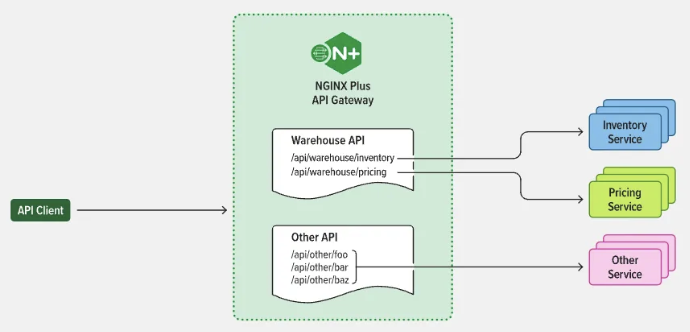 N+
NGINX Plus
API Gateway
Warehouse API
/api/warehouse/inventory
/api/warehouse/pricing
Inventory
Service
Pricing
Service
API Client
Other API
/api/other/foo
/api/other/bar
/api/other/baz
Other
Service